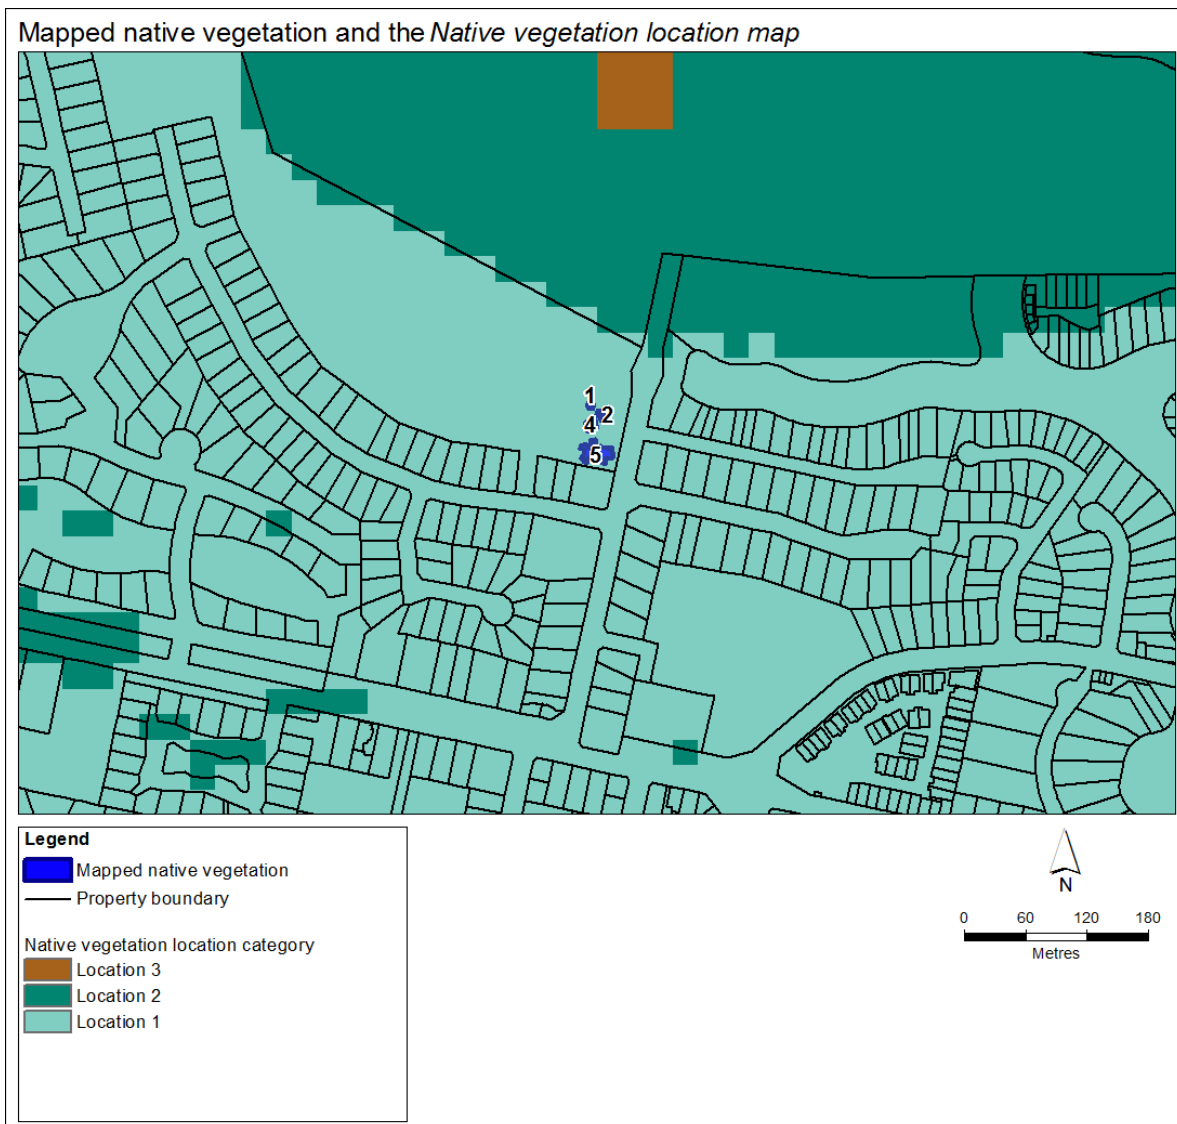 Mapped native vegetation and the Native vegetation location map
1
2
4
5
Legend
Mapped native vegetation
Property boundary
Native vegetation location category
Location 3
Location 2
Location 1
N
0 60 120 180
Metres